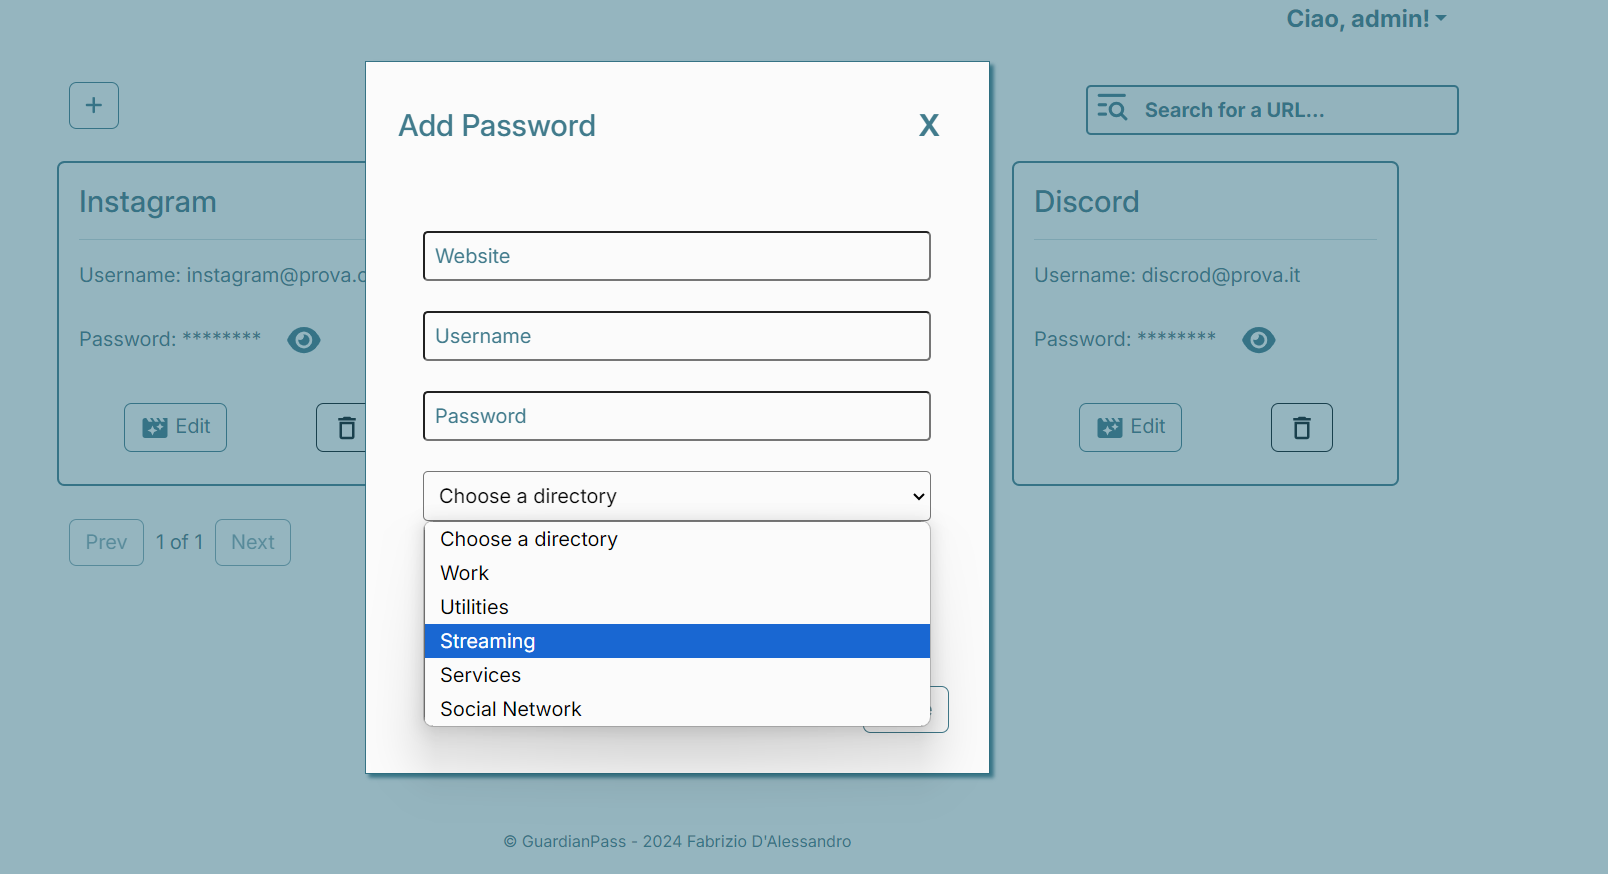 Ciao, admin!
Search for a URL...
Add Password
X
Website
Username
Password
Choose a directory
Choose a directory
Work
Utilities
Streaming
Services
Social Network
Instagram
Username: instagram@prova.c
Password: ********
Edit
Discord
Username: discrod@prova.it
Password: ********
Edit
Prev
1 of 1
Next
© GuardianPass - 2024 Fabrizio D'Alessandro